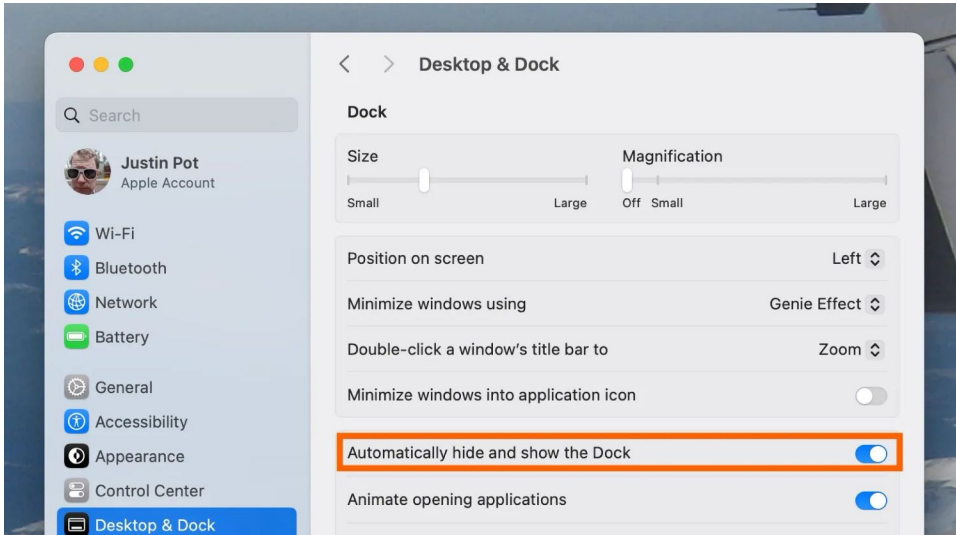 Desktop & Dock
Search
Justin Pot
Apple Account
Wi-Fi
Bluetooth
Network
Battery
General
Accessibility
Appearance
Control Center
Desktop & Dock
Dock
Size
Magnification
Small
Large
Off
Small
Large
Position on screen
Left
Minimize windows using
Genie Effect
Double-click a window's title bar to
Zoom
Minimize windows into application icon
Automatically hide and show the Dock
Animate opening applications